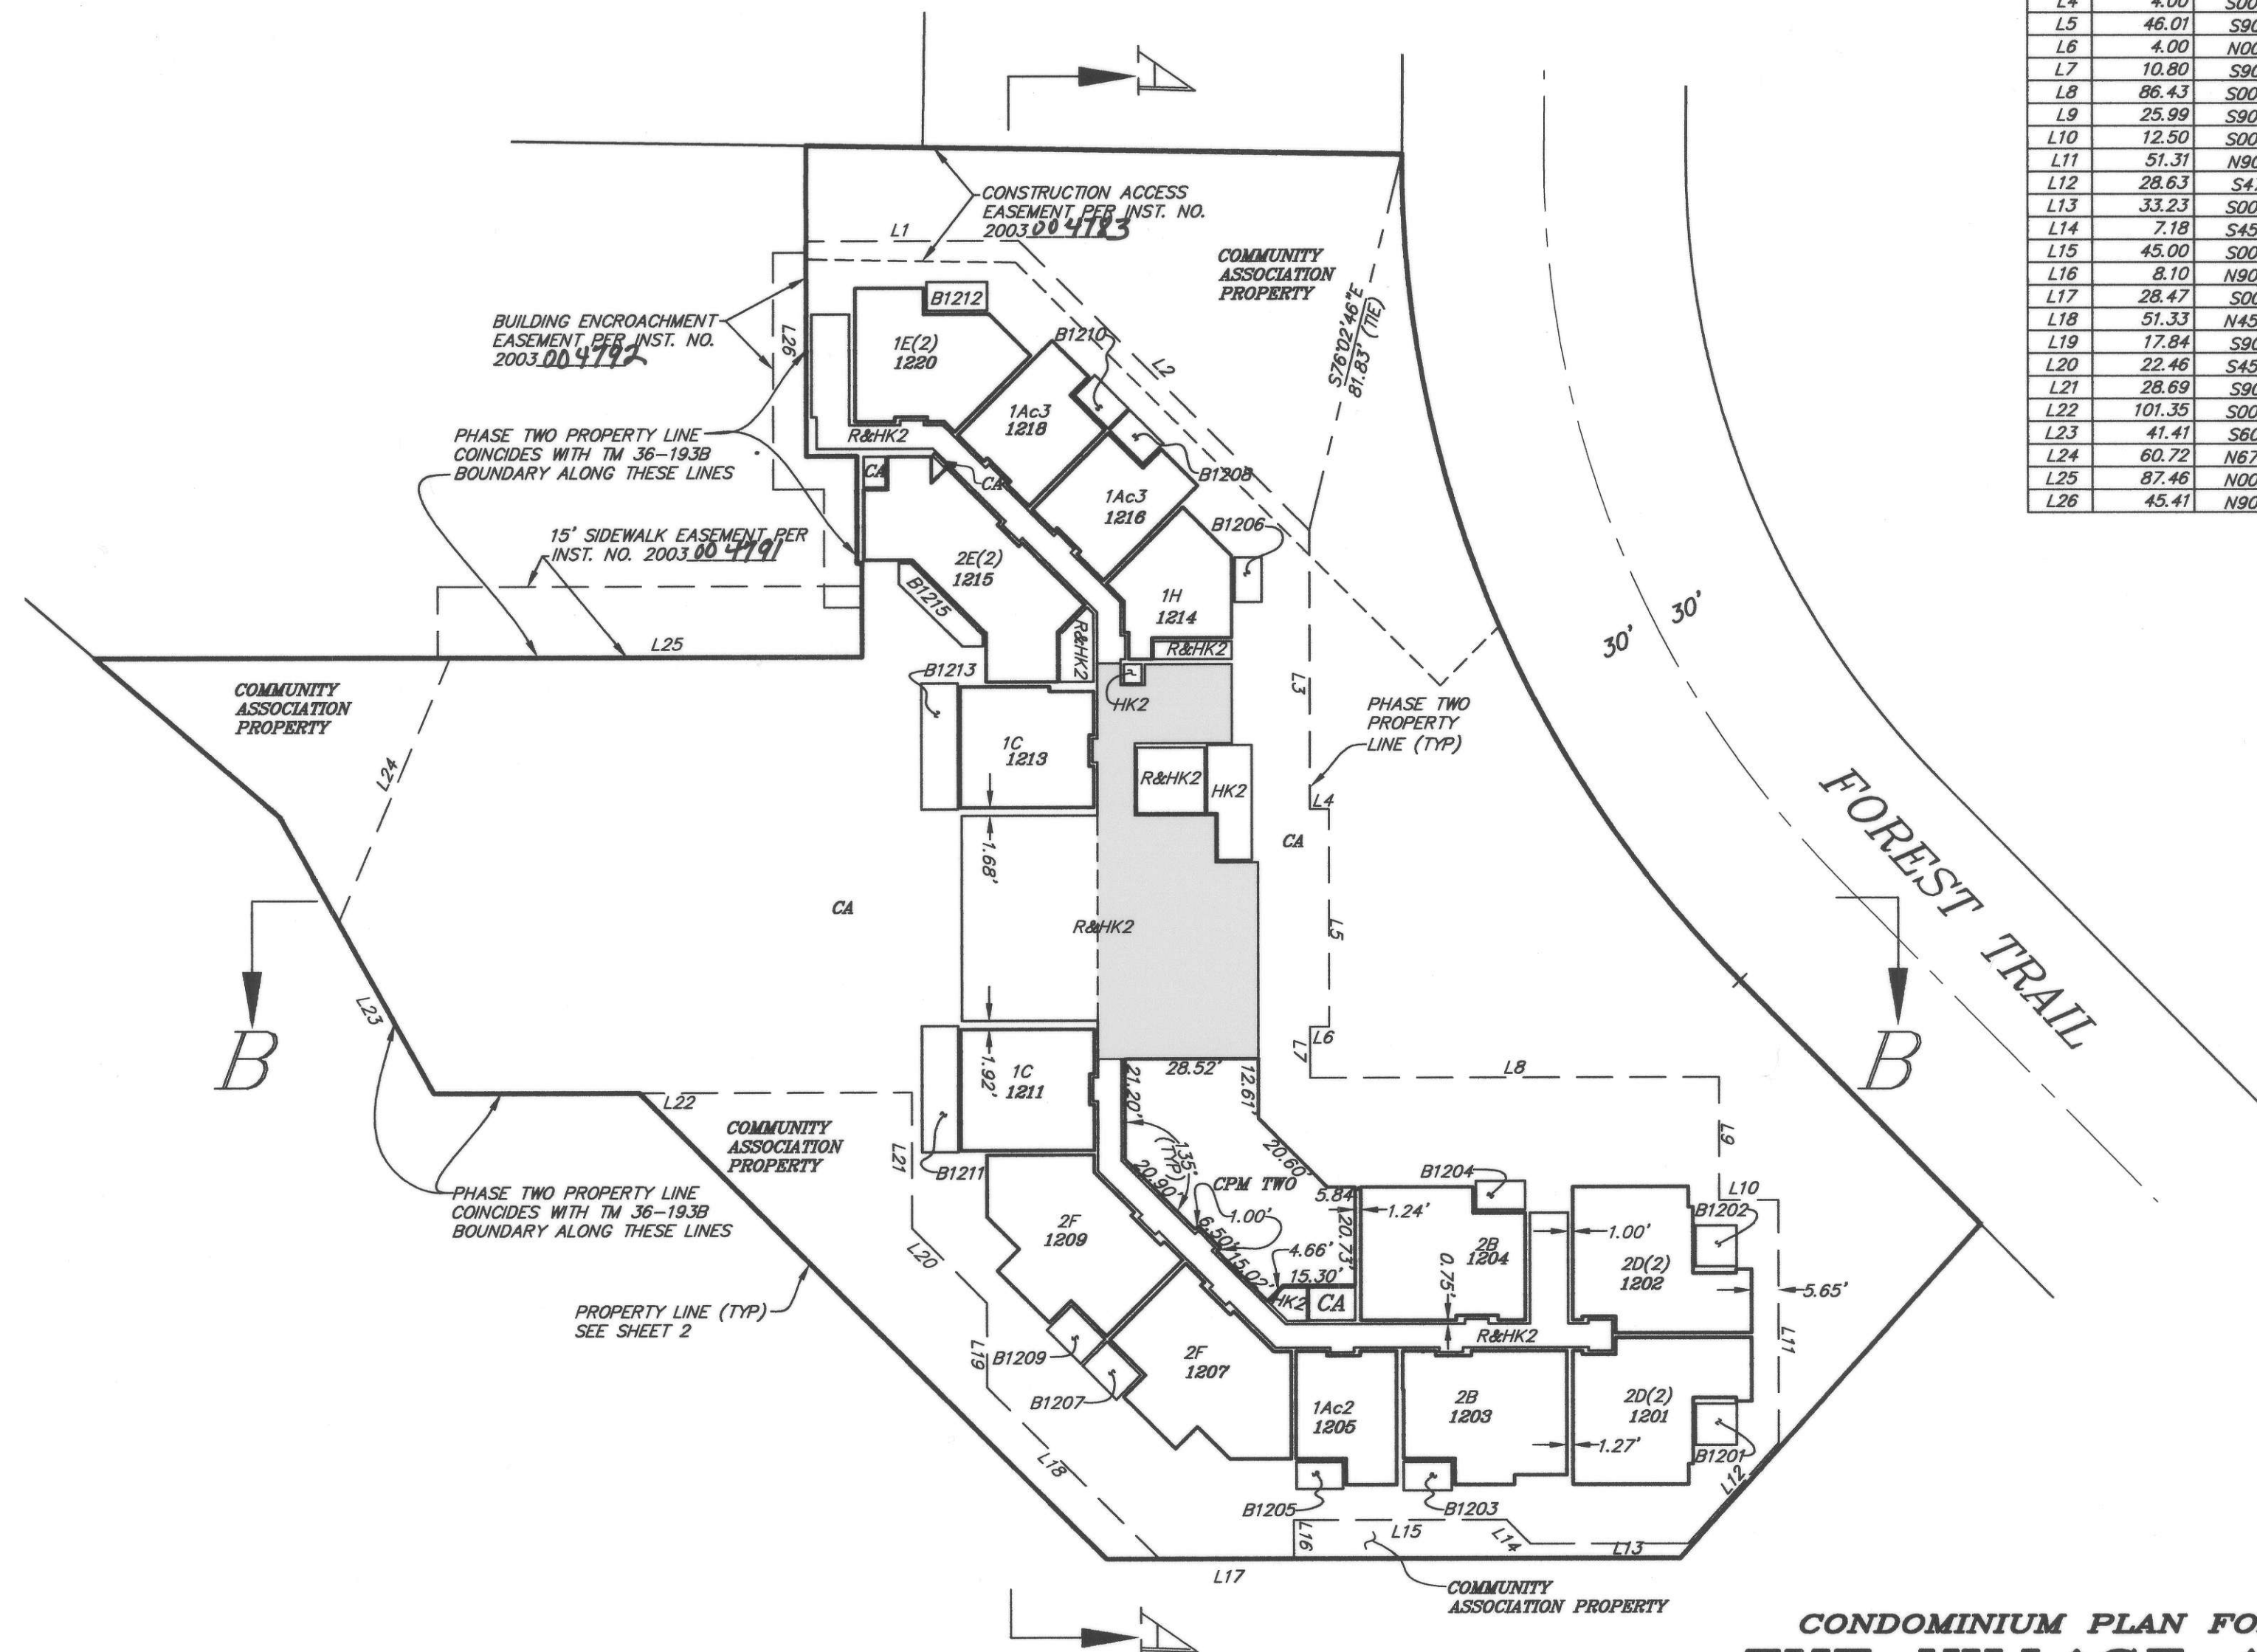 L4 4.00 S00
L5 46.01 S90
L6 4.00 N00
L7 10.80 S90
L8 86.43 S00
L9 25.99 S90
L10 12.50 S00
L11 51.31 N90
L12 28.63
L13 33.23 S00
L14 7.18 S45
L15 45.00 S00
L16 8.10 N90
L17 28.47 S00
L18 51.33 N45
L19 17.84 S90
L20 22.46 S45
L21 28.69 S90
L22 101.35 S00
L23 41.41 S60
L24 60.72 N67
L25 87.46 N00
L26 45.41 N90
A
CONSTRUCTION ACCESS
EASEMENT PER INST. NO.
2003 004783
L1
COMMUNITY
ASSOCIATION
PROPERTY
S76°02'46"E
81.83' (TIE)
BUILDING ENCROACHMENT
EASEMENT PER INST. NO.
2003 004792
L26
B1212
1E(2)
1220
B1210
L2
1Ac3
1218
PHASE TWO PROPERTY LINE
COINCIDES WITH TM 36-193B
BOUNDARY ALONG THESE LINES
R&HK2
CA
CA
B1208
1Ac3
1216
B1206
15' SIDEWALK EASEMENT PER
INST. NO. 2003 004791
2E(2)
1215
B1215
1H
1214
R&HK2
R&HK2
L25
30'
30'
B1213
HK2
L3
COMMUNITY
ASSOCIATION
PROPERTY
PHASE TWO
PROPERTY
LINE (TYP)
1C
1213
R&HK2
HK2
L4
L24
CA
1.68'
FOREST TRAIL
CA
R&HK2
L5
L23
B
B
L6
L7
1C
1211
1.92'
28.52'
21.20'
12.61'
L8
L22
COMMUNITY
ASSOCIATION
PROPERTY
L21
B1211
1.35'
(TYP)
20.60'
L9
20.90'
CPM TWO
B1204
L10
PHASE TWO PROPERTY LINE
COINCIDES WITH TM 36-193B
BOUNDARY ALONG THESE LINES
5.84'
1.24'
B1202
1.00'
1.00'
2F
1209
6.50'
4.66'
20.73'
2B
1204
2D(2)
1202
L20
15.02'
15.30'
0.75'
5.65'
PROPERTY LINE (TYP)
SEE SHEET 2
HK2
CA
R&HK2
L11
L19
B1209
2F
1207
B1207
1Ac2
1205
2B
1203
2D(2)
1201
1.27'
B1201
L12
L18
B1205
B1203
L16
L15
L14
L13
L17
COMMUNITY
ASSOCIATION PROPERTY
A
CONDOMINIUM PLAN FO